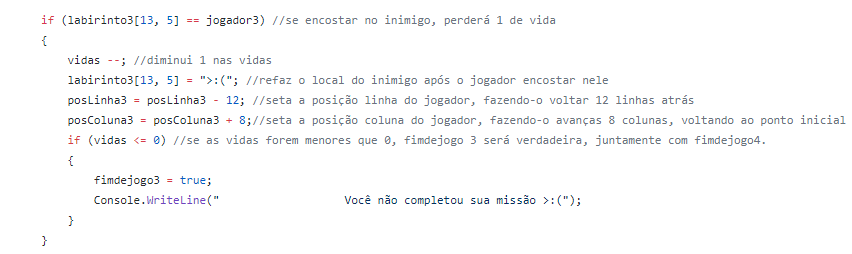 if (labirinto3[13, 5] == jogador3) //se encostar no inimigo, perderá 1 de vida
{
vidas --; //diminui 1 nas vidas
labirinto3[13, 5] = ">:("; //refaz o local do inimigo após o jogador encostar nele
posLinha3 = posLinha3 - 12; //seta a posição linha do jogador, fazendo-o voltar 12 linhas atrás
posColuna3 = posColuna3 + 8;//seta a posição coluna do jogador, fazendo-o avanças 8 colunas, voltando ao ponto inicial
if (vidas <= 0) //se as vidas forem menores que 0, fimdejogo 3 será verdadeira, juntamente com fimdejogo4.
{
fimdejogo3 = true;
Console.WriteLine("                   Você não completou sua missão >:(");
}
}